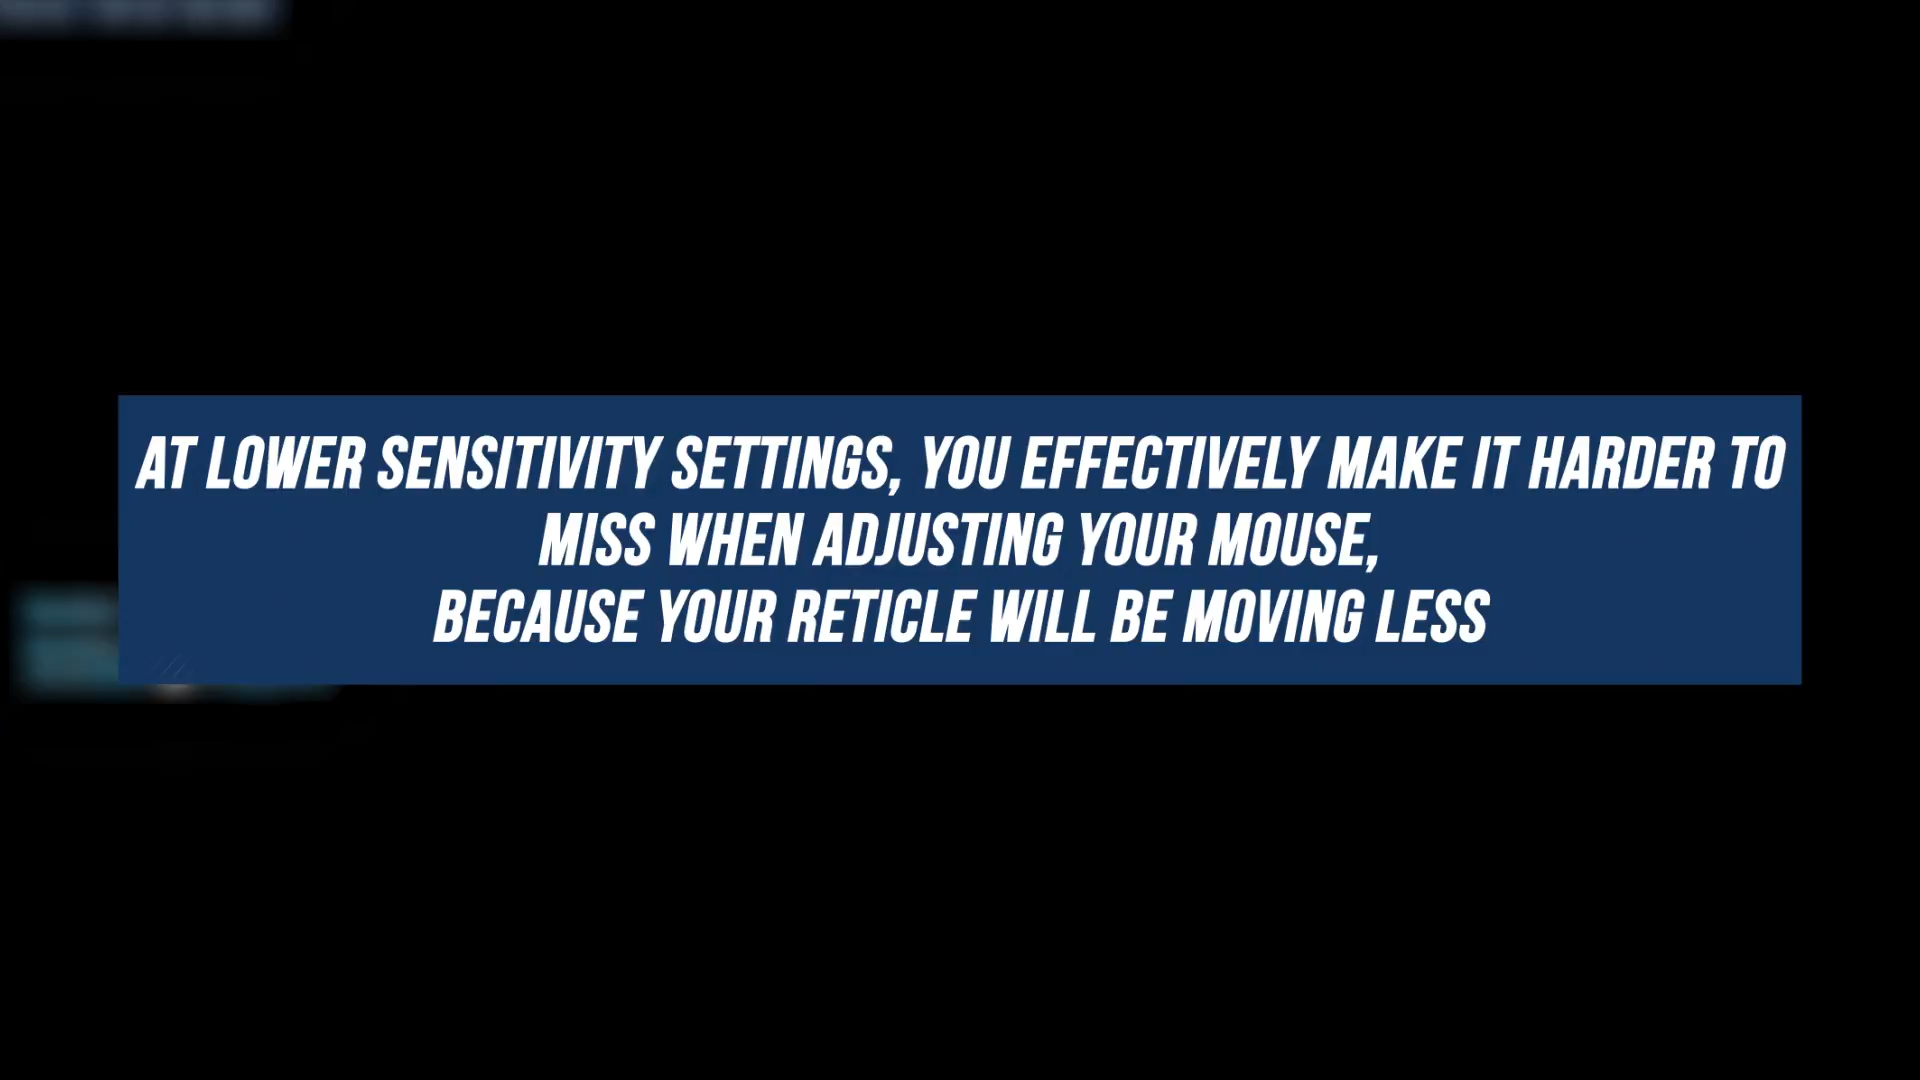 AT LOWER SENSITIVITY SETTINGS, YOU EFFECTIVELY MAKE IT HARDER TO
MISS WHEN ADJUSTING YOUR MOUSE,
BECAUSE YOUR RETICLE WILL BE MOVING LESS